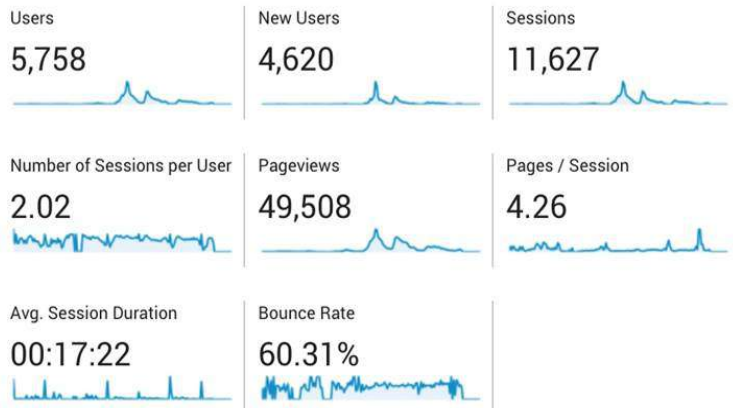 Users
New Users
Sessions
5,758
4,620
11,627
Number of Sessions per User
Pageviews
Pages / Session
2.02
49,508
4.26
Avg. Session Duration
Bounce Rate
00:17:22
60.31%